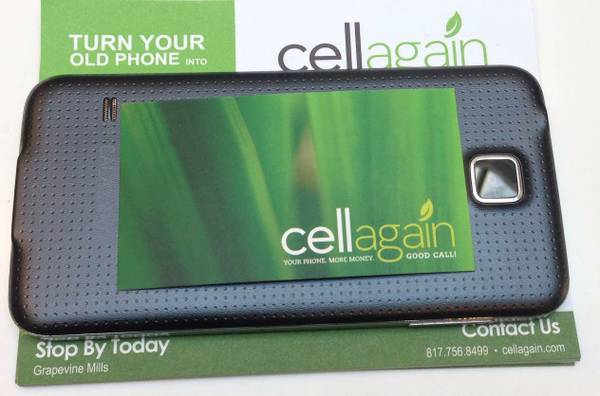 TURN YOUR
OLD PHONE INTO
cellagain
cellagain
YOUR PHONE. MORE MONEY. GOOD CALL!
Stop By Today
Grapevine Mills
Contact Us
817.756.8499 • cellagain.com